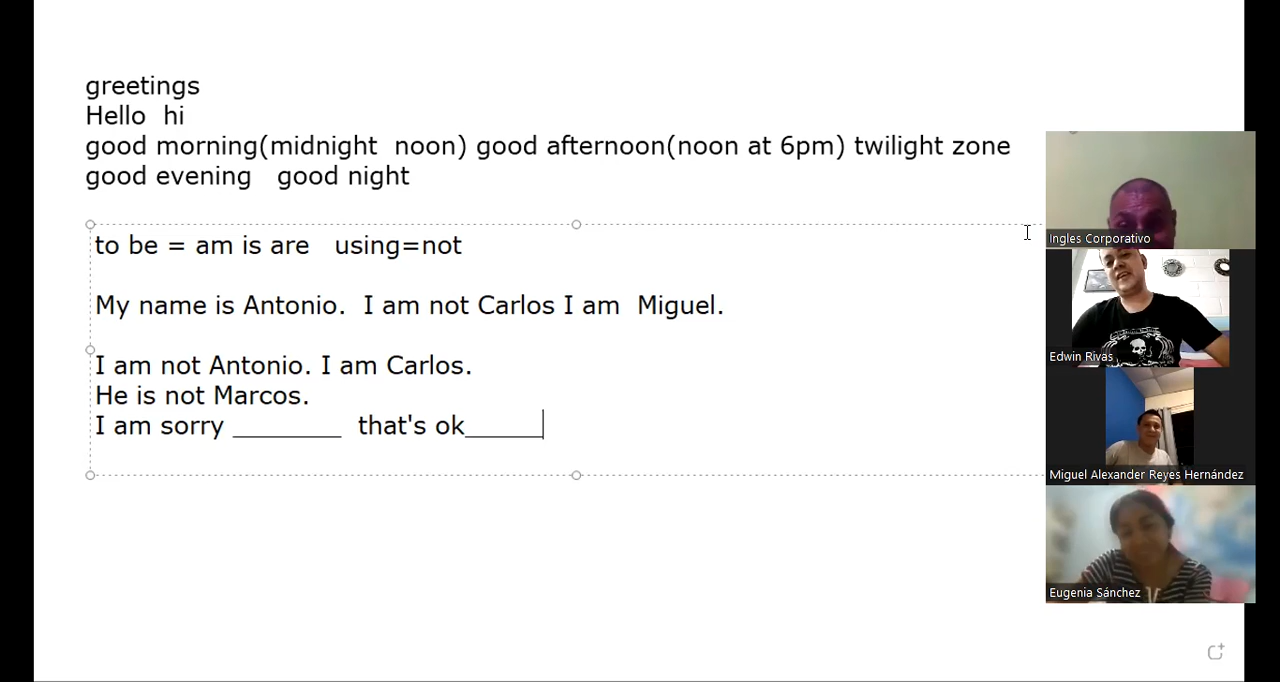 greetings
Hello  hi
good morning(midnight  noon) good afternoon(noon at 6pm) twilight zone
good evening   good night
to be = am is are   using=not
My name is Antonio.  I am not Carlos I am  Miguel.
I am not Antonio. I am Carlos.
He is not Marcos.
I am sorry _________  that's ok______
Ingles Corporativo
Edwin Rivas
Miguel Alexander Reyes Hernández
Eugenia Sánchez